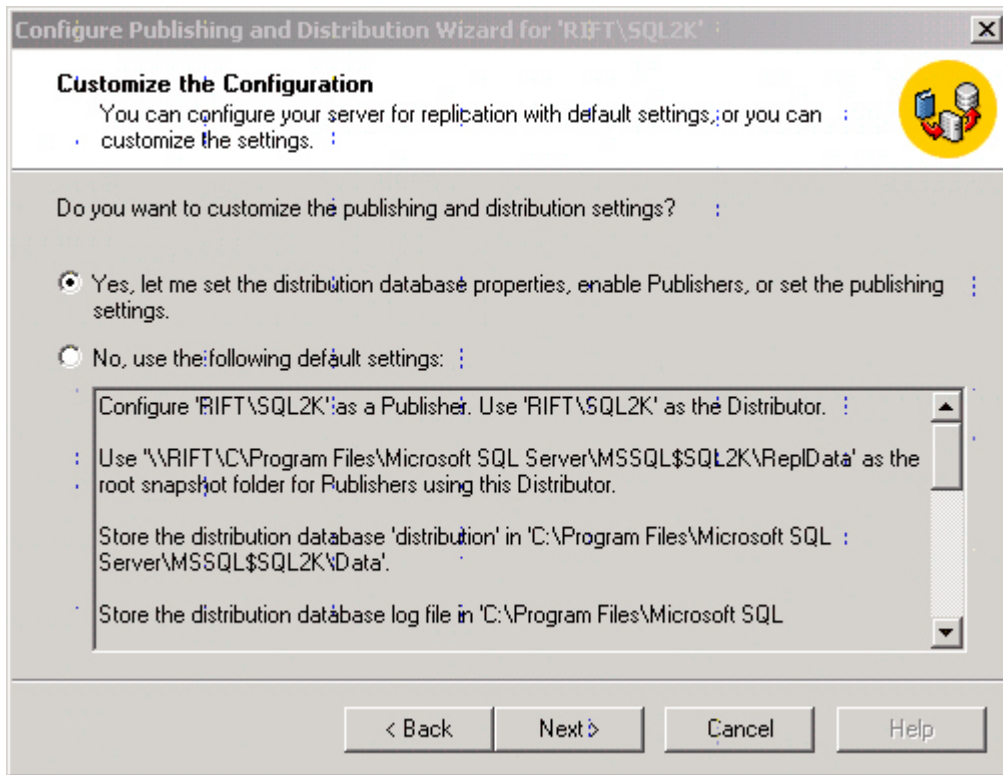 Configure Publishing and Distribution Wizard for 'RIFT\SQL2K'
Customize the Configuration
You can configure your server for replication with default settings, or you can
customize the settings.
Do you want to customize the publishing and distribution settings?
Yes, let me set the distribution database properties, enable Publishers, or set the publishing
settings.
No, use the following default settings:
Configure 'RIFT\SQL2K' as a Publisher. Use 'RIFT\SQL2K' as the Distributor.
Use '\\RIFT\C\Program Files\Microsoft SQL Server\MSSQL$SQL2K\ReplData' as the
root snapshot folder for Publishers using this Distributor.
Store the distribution database 'distribution' in 'C:\Program Files\Microsoft SQL
Server\MSSQL$SQL2K\Data'.
Store the distribution database log file in 'C:\Program Files\Microsoft SQL
< Back Next > Cancel Help